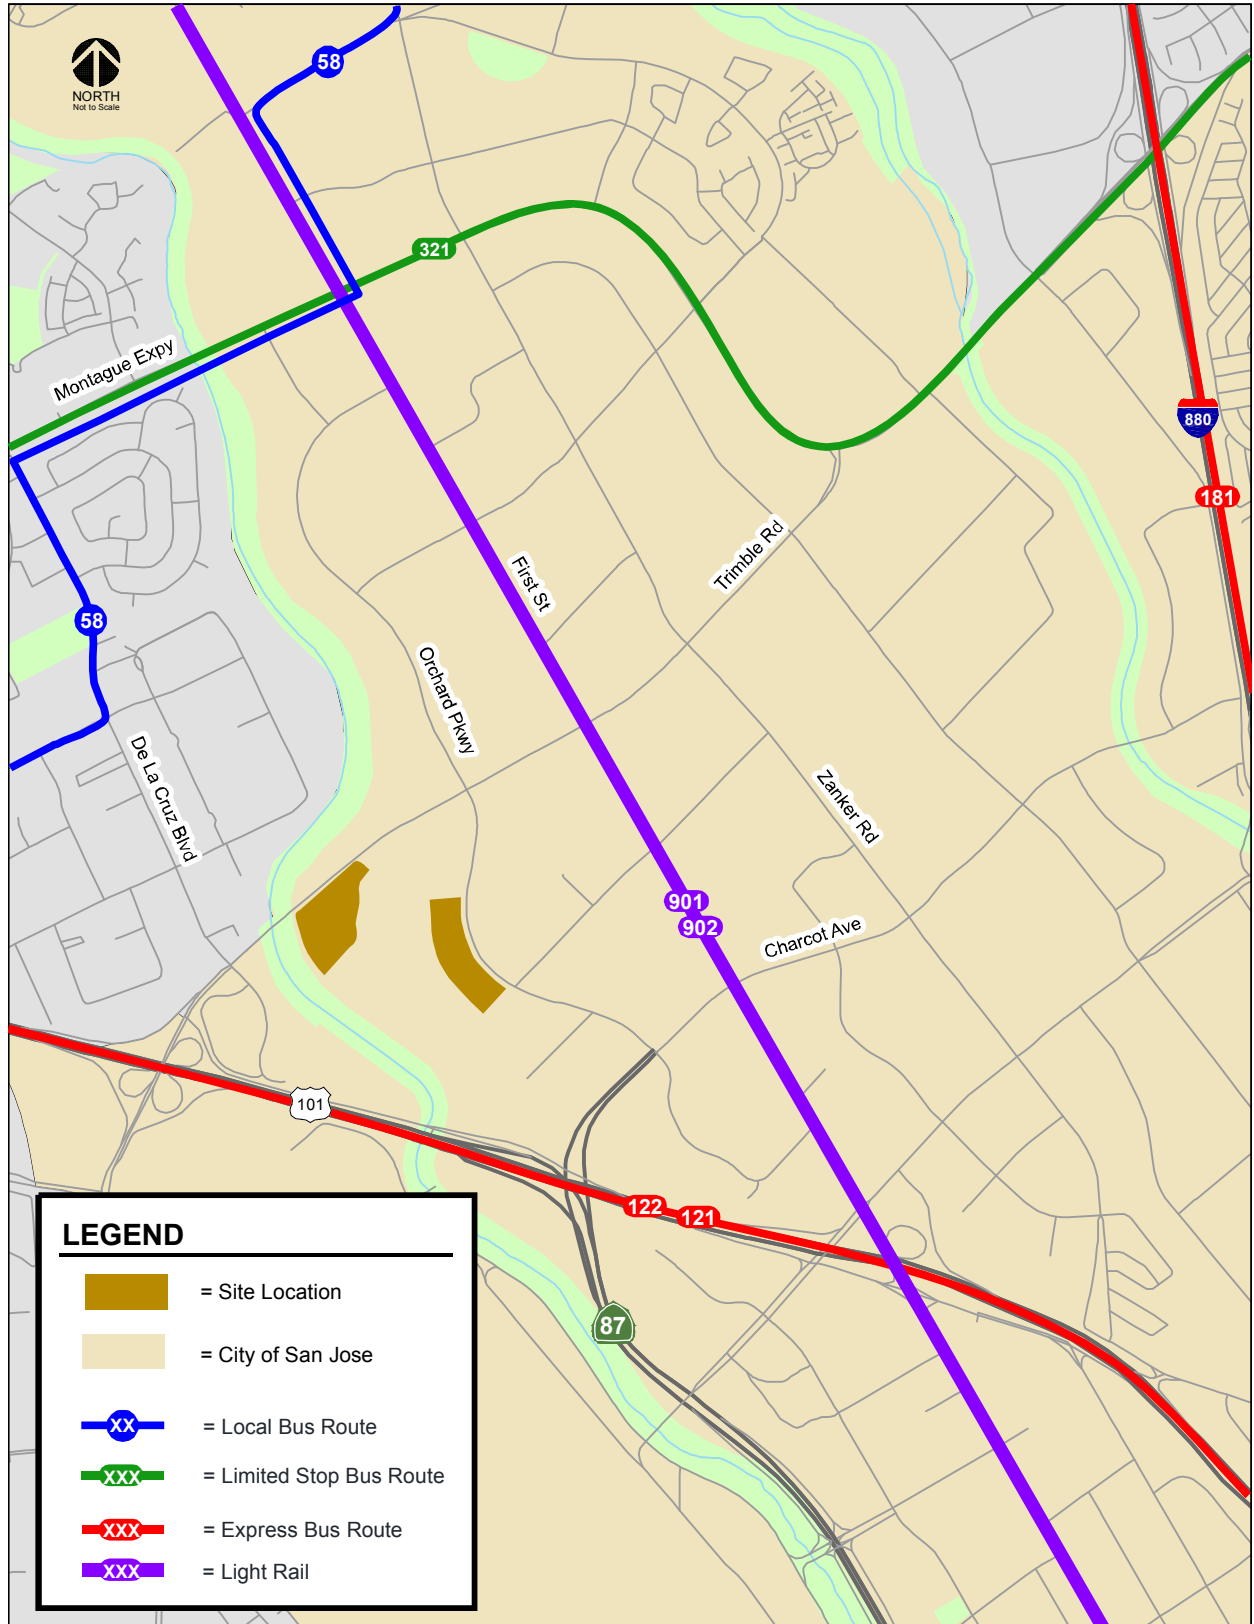 58
NORTH
Not to Scale
321
Montague Expy
880
181
First St
Trimble Rd
58
Orchard Pkwy
De La Cruz Blvd
Zanker Rd
901
902
Charcot Ave
101
122
121
87
LEGEND
= Site Location
= City of San Jose
XX = Local Bus Route
XXX = Limited Stop Bus Route
XXX = Express Bus Route
XXX = Light Rail